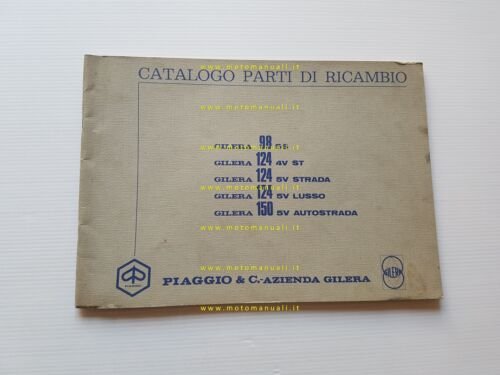 www.motomanuali.it
CATALOGO PARTI DI RICAMBIO
www.motomanuali.it
GILERA 98 SS
www.motomanuali.it
GILERA 124 4V ST
GILERA 124 5V STRADA
www.motomanuali.it
GILERA 124 5V LUSSO
GILERA 150 5V AUTOSTRADA
www.motomanuali.it
PIAGGIO
PIAGGIO & C.-AZIENDA GILERA
GILERA
www.motomanuali.it